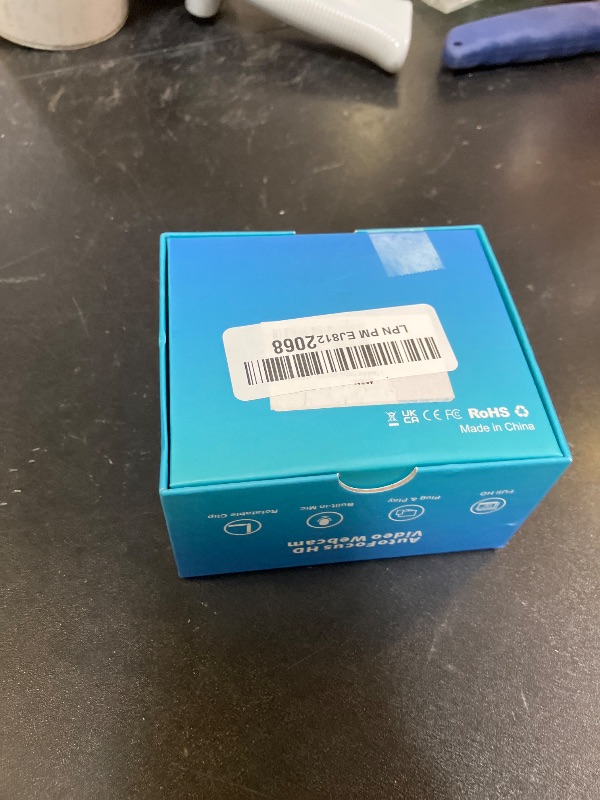 LPN PM EJ8122068
UK
CA CE FC RoHS
Made in China
Full HD
Plug & Play
Built-in Mic
Rotatable Clip
AutoFocus HD
Video Webcam